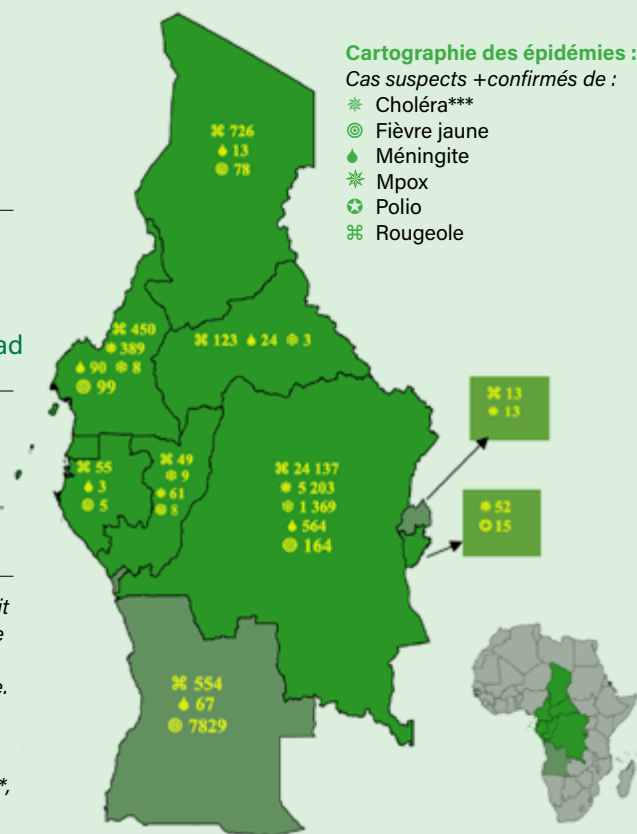 Cartographie des épidémies :
Cas suspects +confirmés de :
Choléra***
Fièvre jaune
Méningite
Mpox
Polio
Rougeole
726
13
78
ad
450
389
90 8
99
123 24 3
13
13
55
3
5
49
9
61
8
24 137
5 203
1 369
564
164
52
15
it
e
e.
554
67
7829
*,